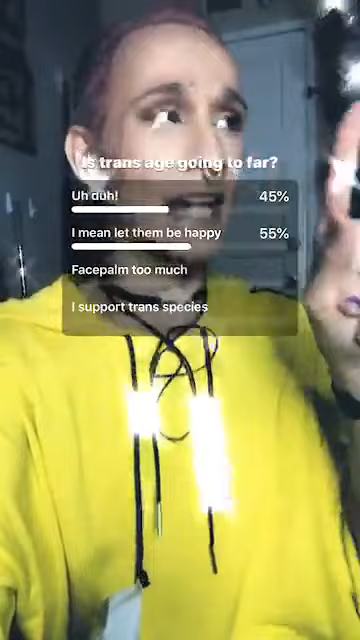 Is trans age going to far?
Uh duh! 45%
I mean let them be happy 55%
Facepalm too much
I support trans species